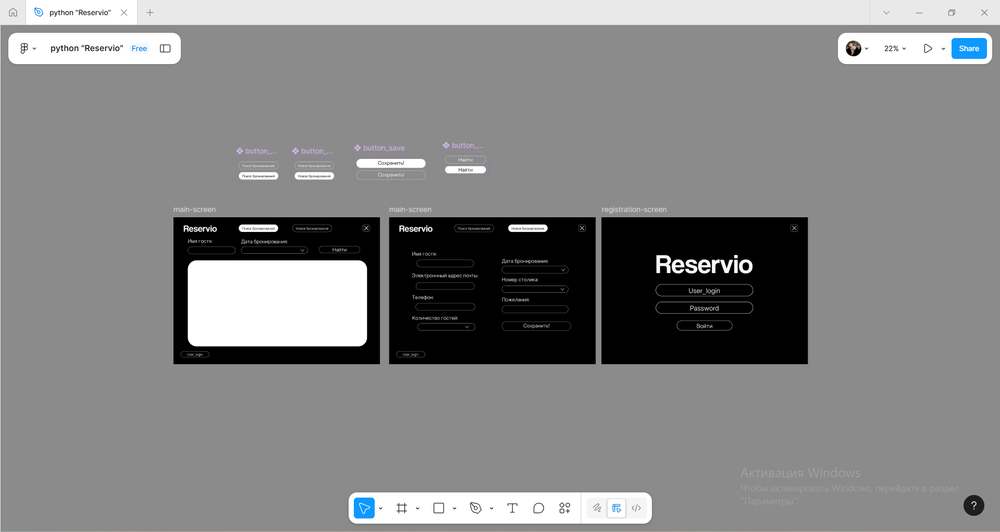 python "Reservio"
python "Reservio" Free
22%
Share
button_...
button_...
button_save
button_...
Поиск бронирований
Поиск бронирований
Новое бронирование
Новое бронирование
Сохранить!
Сохранить!
Найти
Найти
main-screen
Reservio
Поиск бронирований
Новое бронирование
Имя гостя:
Дата бронирования:
Найти
User_login
main-screen
Reservio
Поиск бронирований
Новое бронирование
Имя гостя:
Электроннный адрес почты:
Телефон:
Количество гостей:
Дата бронирования:
Номер столика:
Пожелания:
Сохранить!
User_login
registration-screen
Reservio
User_login
Password
Войти
Активация Windows
Чтобы активировать Windows, перейдите в раздел
"Параметры".
?